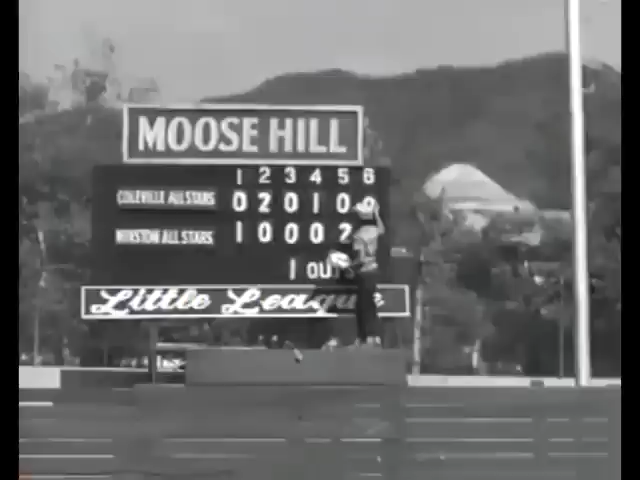 MOOSE HILL
1 2 3 4 5 6
COLEVILLE ALL STARS 0 2 0 1 0 0
WINSTON ALL STARS 1 0 0 0 2
1 OUT
Little League